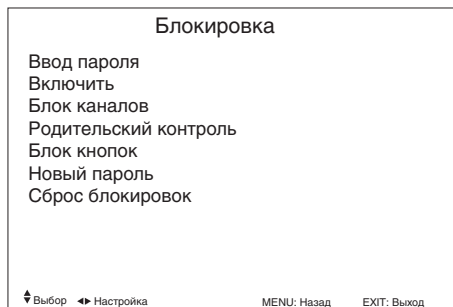 Блокировка
Ввод пароля
Включить
Блок каналов
Родительский контроль
Блок кнопок
Новый пароль
Сброс блокировок
Выбор Настройка MENU: Назад EXIT: Выход